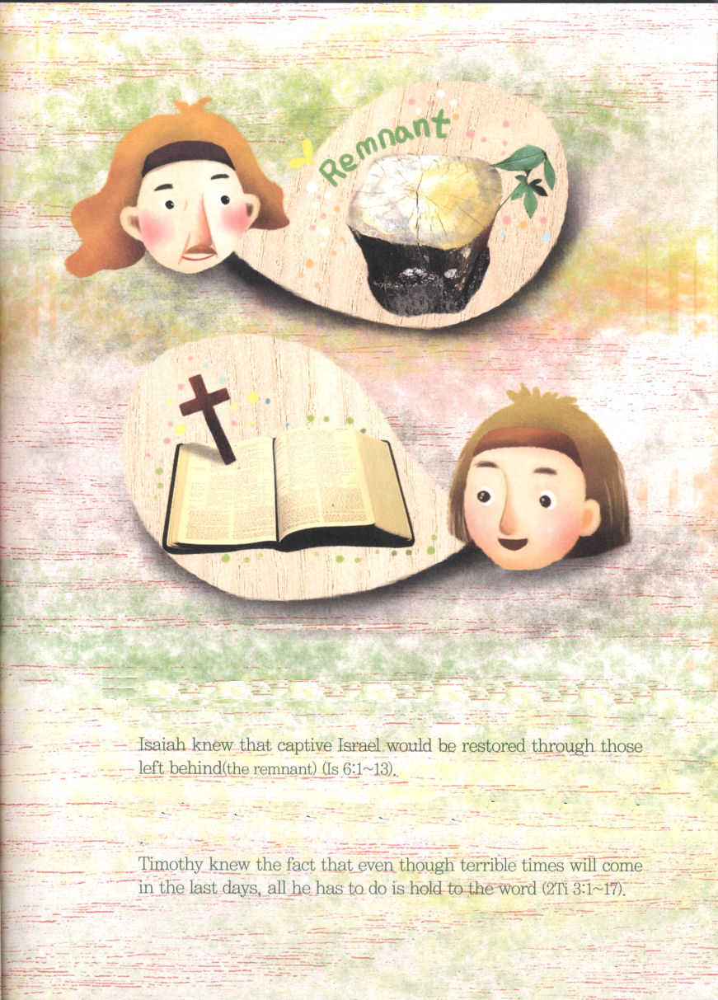 Remnant
Isaiah knew that captive Israel would be restored through those
left behind(the remnant) (Is 6:1~13).
Timothy knew the fact that even though terrible times will come
in the last days, all he has to do is hold to the word (2Ti 3:1~17).